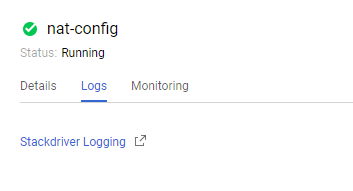 nat-config
Status: Running
Details Logs Monitoring
Stackdriver Logging